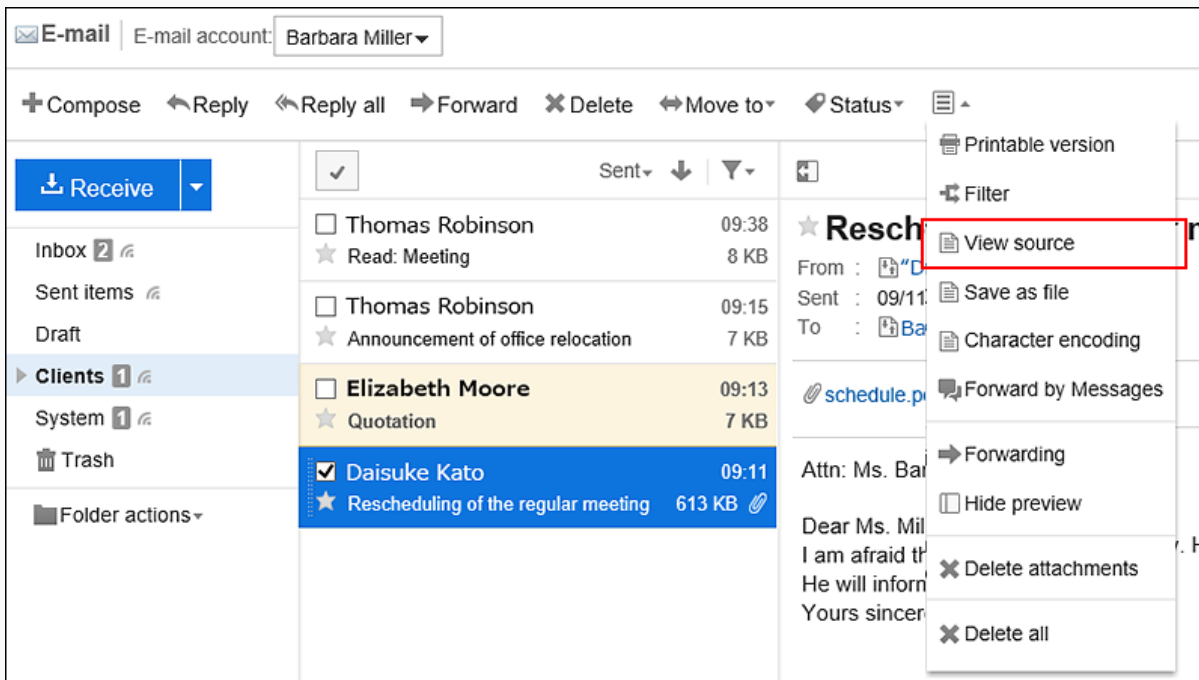 E-mail E-mail account: Barbara Miller
Compose Reply Reply all Forward Delete Move to Status
Receive
Inbox 2
Sent items
Draft
Clients 1
System 1
Trash
Folder actions
Sent
Thomas Robinson 09:38
Read: Meeting 8 KB
Thomas Robinson 09:15
Announcement of office relocation 7 KB
Elizabeth Moore 09:13
Quotation 7 KB
Daisuke Kato 09:11
Rescheduling of the regular meeting 613 KB
Resch
From : “D
Sent : 09/11
To : Ba
schedule.p
Attn: Ms. Ba
Dear Ms. Mil
I am afraid th
He will inform
Yours sincer
Printable version
Filter
View source
Save as file
Character encoding
Forward by Messages
Forwarding
Hide preview
Delete attachments
Delete all